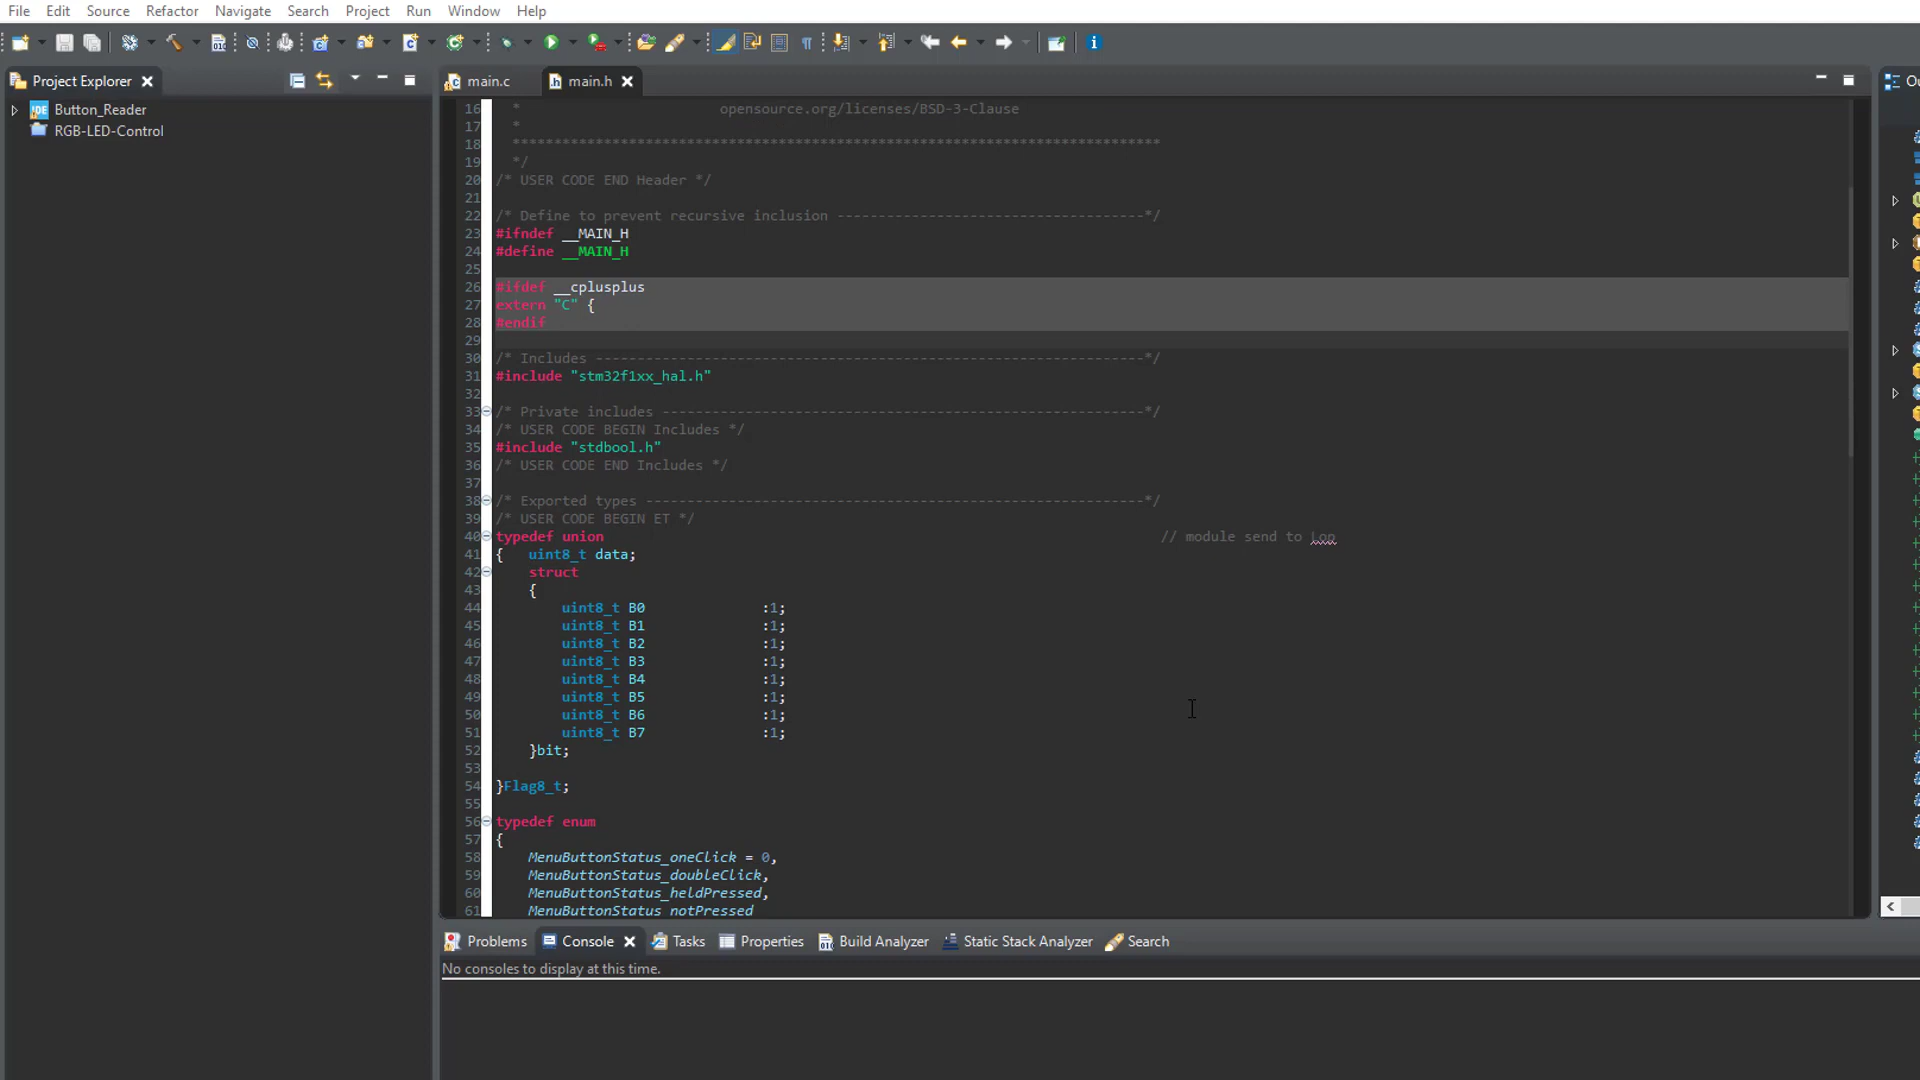 File Edit Source Refactor Navigate Search Project Run Window Help
Project Explorer
Button_Reader
RGB-LED-Control
main.c main.h
16 * opensource.org/licenses/BSD-3-Clause
17 *
18 ******************************************************************************
19 */
20 /* USER CODE END Header */
21
22 /* Define to prevent recursive inclusion -------------------------------------*/
23 #ifndef __MAIN_H
24 #define __MAIN_H
25
26 #ifdef __cplusplus
27 extern "C" {
28 #endif
29
30 /* Includes ------------------------------------------------------------------*/
31 #include "stm32f1xx_hal.h"
32
33 /* Private includes ----------------------------------------------------------*/
34 /* USER CODE BEGIN Includes */
35 #include "stdbool.h"
36 /* USER CODE END Includes */
37
38 /* Exported types ------------------------------------------------------------*/
39 /* USER CODE BEGIN ET */
40 typedef union // module send to Lop
41 { uint8_t data;
42 struct
43 {
44 uint8_t B0 :1;
45 uint8_t B1 :1;
46 uint8_t B2 :1;
47 uint8_t B3 :1;
48 uint8_t B4 :1;
49 uint8_t B5 :1;
50 uint8_t B6 :1;
51 uint8_t B7 :1;
52 }bit;
53
54 }Flag8_t;
55
56 typedef enum
57 {
58 MenuButtonStatus_oneClick = 0,
59 MenuButtonStatus_doubleClick,
60 MenuButtonStatus_heldPressed,
61 MenuButtonStatus_notPressed
Problems Console Tasks Properties Build Analyzer Static Stack Analyzer Search
No consoles to display at this time.